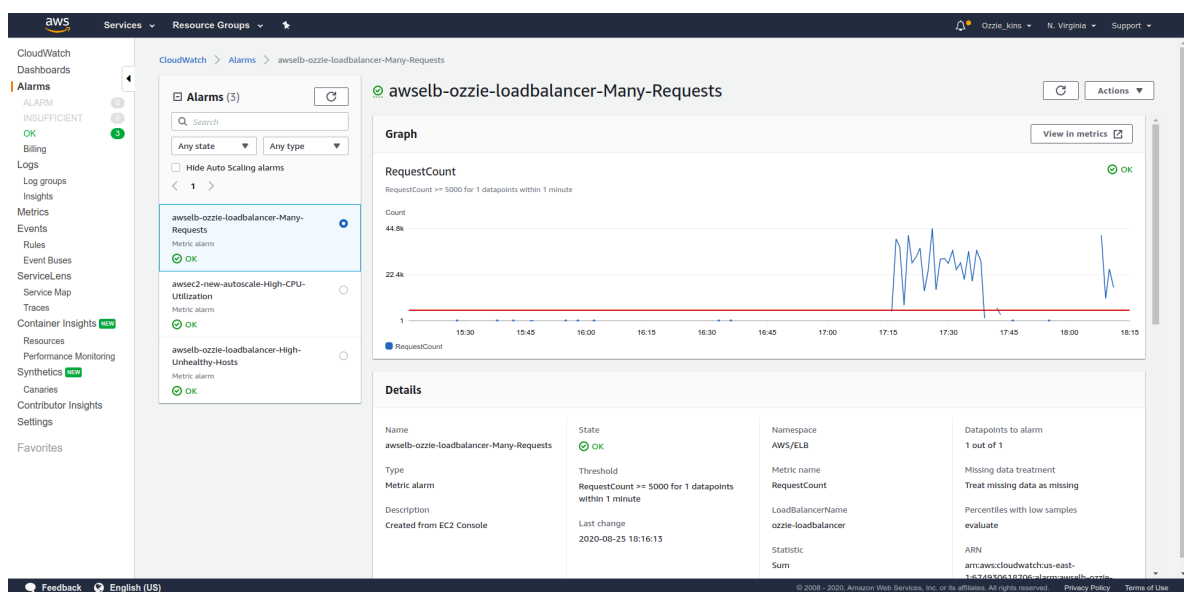 aws
Services
Resource Groups
Ozzie_kins
N. Virginia
Support
CloudWatch
Dashboards
Alarms
ALARM 0
INSUFFICIENT 0
OK 3
Billing
Logs
Log groups
Insights
Metrics
Events
Rules
Event Buses
ServiceLens
Service Map
Traces
Container Insights NEW
Resources
Performance Monitoring
Synthetics NEW
Canaries
Contributor Insights
Settings
Favorites
CloudWatch > Alarms > awselb-ozzie-loadbalancer-Many-Requests
Alarms (3)
Search
Any state
Any type
Hide Auto Scaling alarms
< 1 >
awselb-ozzie-loadbalancer-Many-
Requests
Metric alarm
OK
awsec2-new-autoscale-High-CPU-
Utilization
Metric alarm
OK
awselb-ozzie-loadbalancer-High-
Unhealthy-Hosts
Metric alarm
OK
awselb-ozzie-loadbalancer-Many-Requests
Actions
Graph
View in metrics
RequestCount
OK
RequestCount >= 5000 for 1 datapoints within 1 minute
Count
44.8k
22.4k
1
15:30 15:45 16:00 16:15 16:30 16:45 17:00 17:15 17:30 17:45 18:00 18:15
RequestCount
Details
Name
awselb-ozzie-loadbalancer-Many-Requests
Type
Metric alarm
Description
Created from EC2 Console
State
OK
Threshold
RequestCount >= 5000 for 1 datapoints
within 1 minute
Last change
2020-08-25 18:16:13
Namespace
AWS/ELB
Metric name
RequestCount
LoadBalancerName
ozzie-loadbalancer
Statistic
Sum
Datapoints to alarm
1 out of 1
Missing data treatment
Treat missing data as missing
Percentiles with low samples
evaluate
ARN
arn:aws:cloudwatch:us-east-
1:674930618706:alarm:awselb-ozzie-
Feedback
English (US)
© 2008 - 2020, Amazon Web Services, Inc. or its affiliates. All rights reserved.
Privacy Policy
Terms of Use